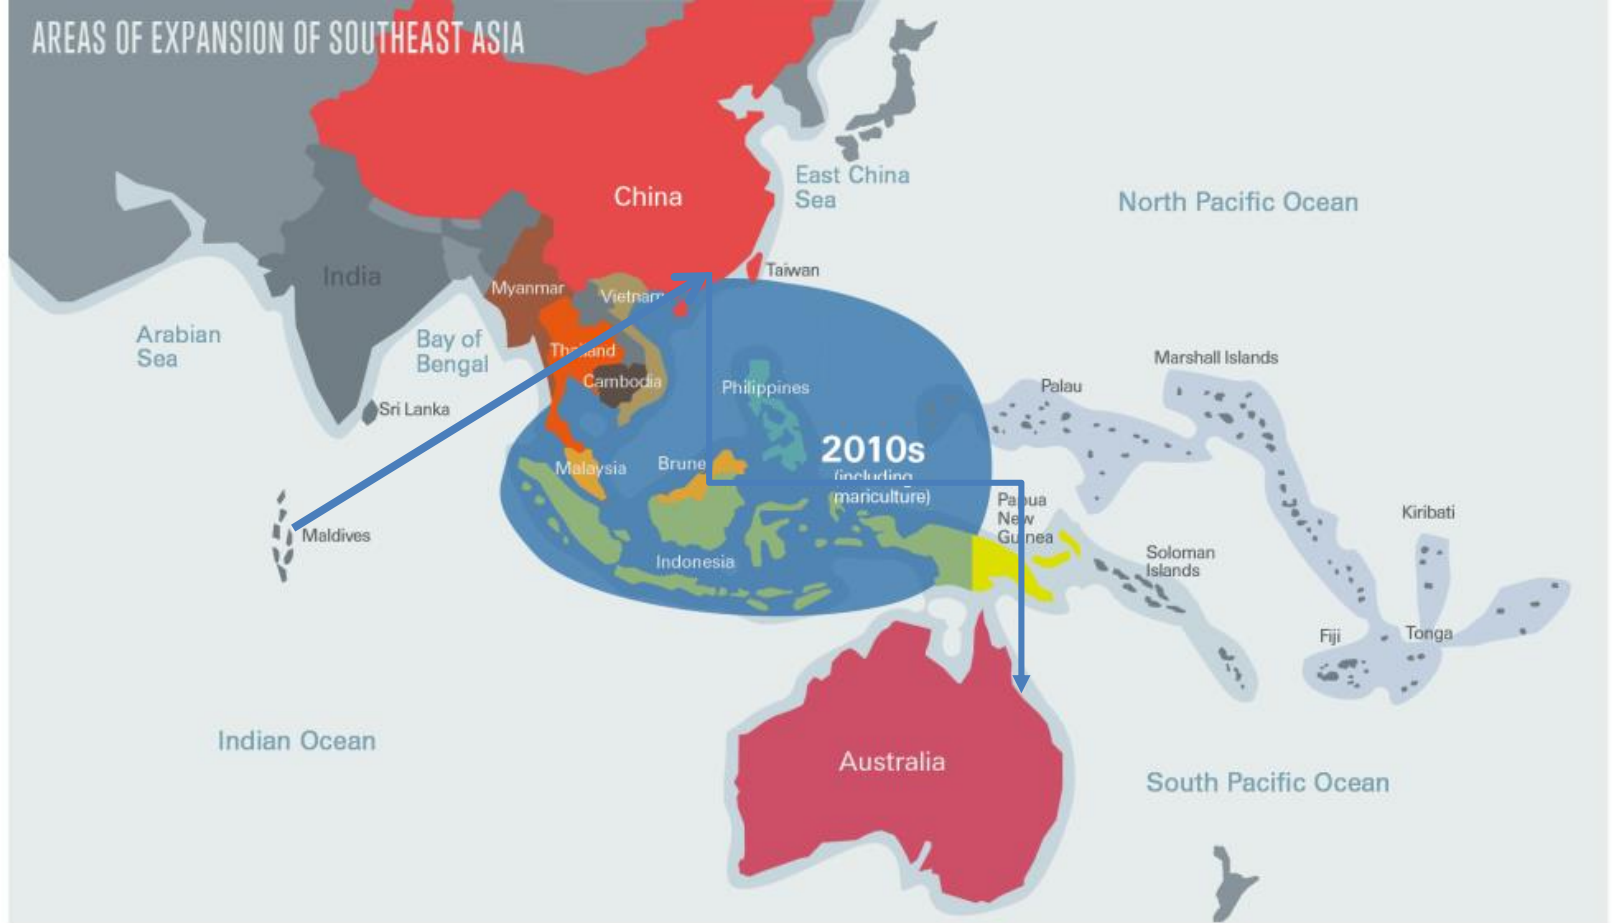 AREAS OF EXPANSION OF SOUTHEAST ASIA
China
East China
Sea
North Pacific Ocean
Taiwan
India
Myanmar
Vietnam
Arabian
Sea
Bay of
Bengal
Thailand
Cambodia
Philippines
Sri Lanka
Palau
Marshall Islands
2010s
(including
mariculture)
Malaysia
Brune
Papua
New
Guinea
Kiribati
Maldives
Indonesia
Soloman
Islands
Fiji
Tonga
Indian Ocean
Australia
South Pacific Ocean